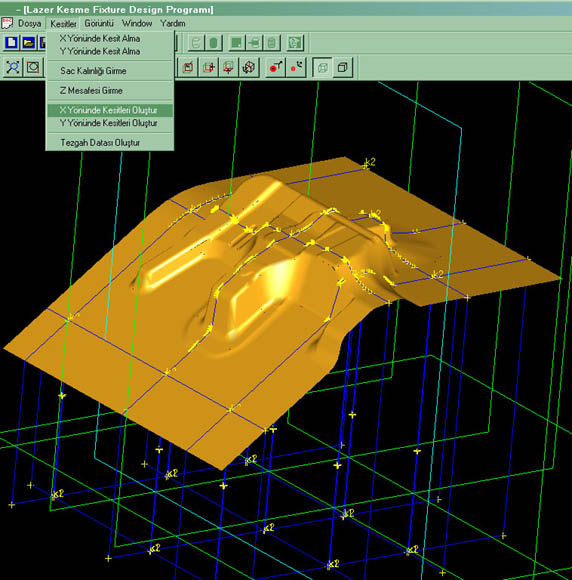 - [Lazer Kesme Fixture Design Programı]
Dosya Kesitler Görüntü Window Yardım
X Yönünde Kesit Alma
Y Yönünde Kesit Alma
Sac Kalınlığı Girme
Z Mesafesi Girme
X Yönünde Kesitleri Oluştur
Y Yönünde Kesitleri Oluştur
Tezgah Datası Oluştur
k2
k2
k2
k2
k2
k2
k2
k2
k2
k2